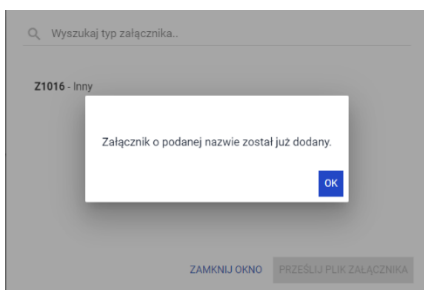 Wyszukaj typ załącznika..
Z1016 - Inny
Załącznik o podanej nazwie został już dodany.
OK
ZAMKNIJ OKNO PRZEŚLIJ PLIK ZAŁĄCZNIKA